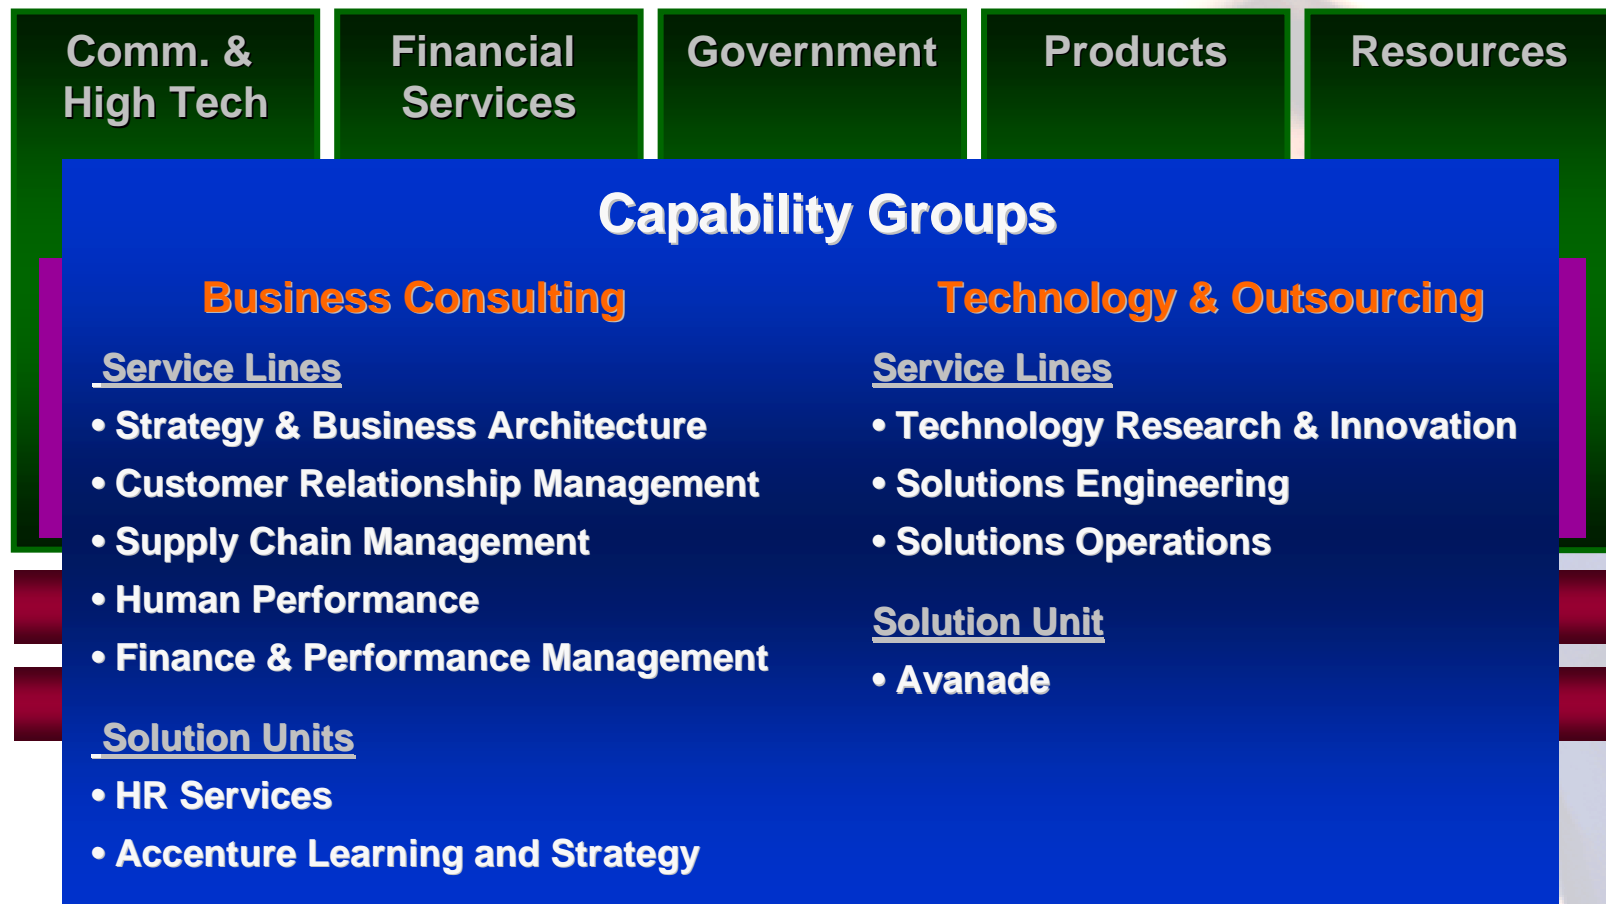 Comm. &
High Tech
Financial
Services
Government
Products
Resources
Capability Groups
Business Consulting
Service Lines
• Strategy & Business Architecture
• Customer Relationship Management
• Supply Chain Management
• Human Performance
• Finance & Performance Management
Solution Units
• HR Services
• Accenture Learning and Strategy
Technology & Outsourcing
Service Lines
• Technology Research & Innovation
• Solutions Engineering
• Solutions Operations
Solution Unit
• Avanade